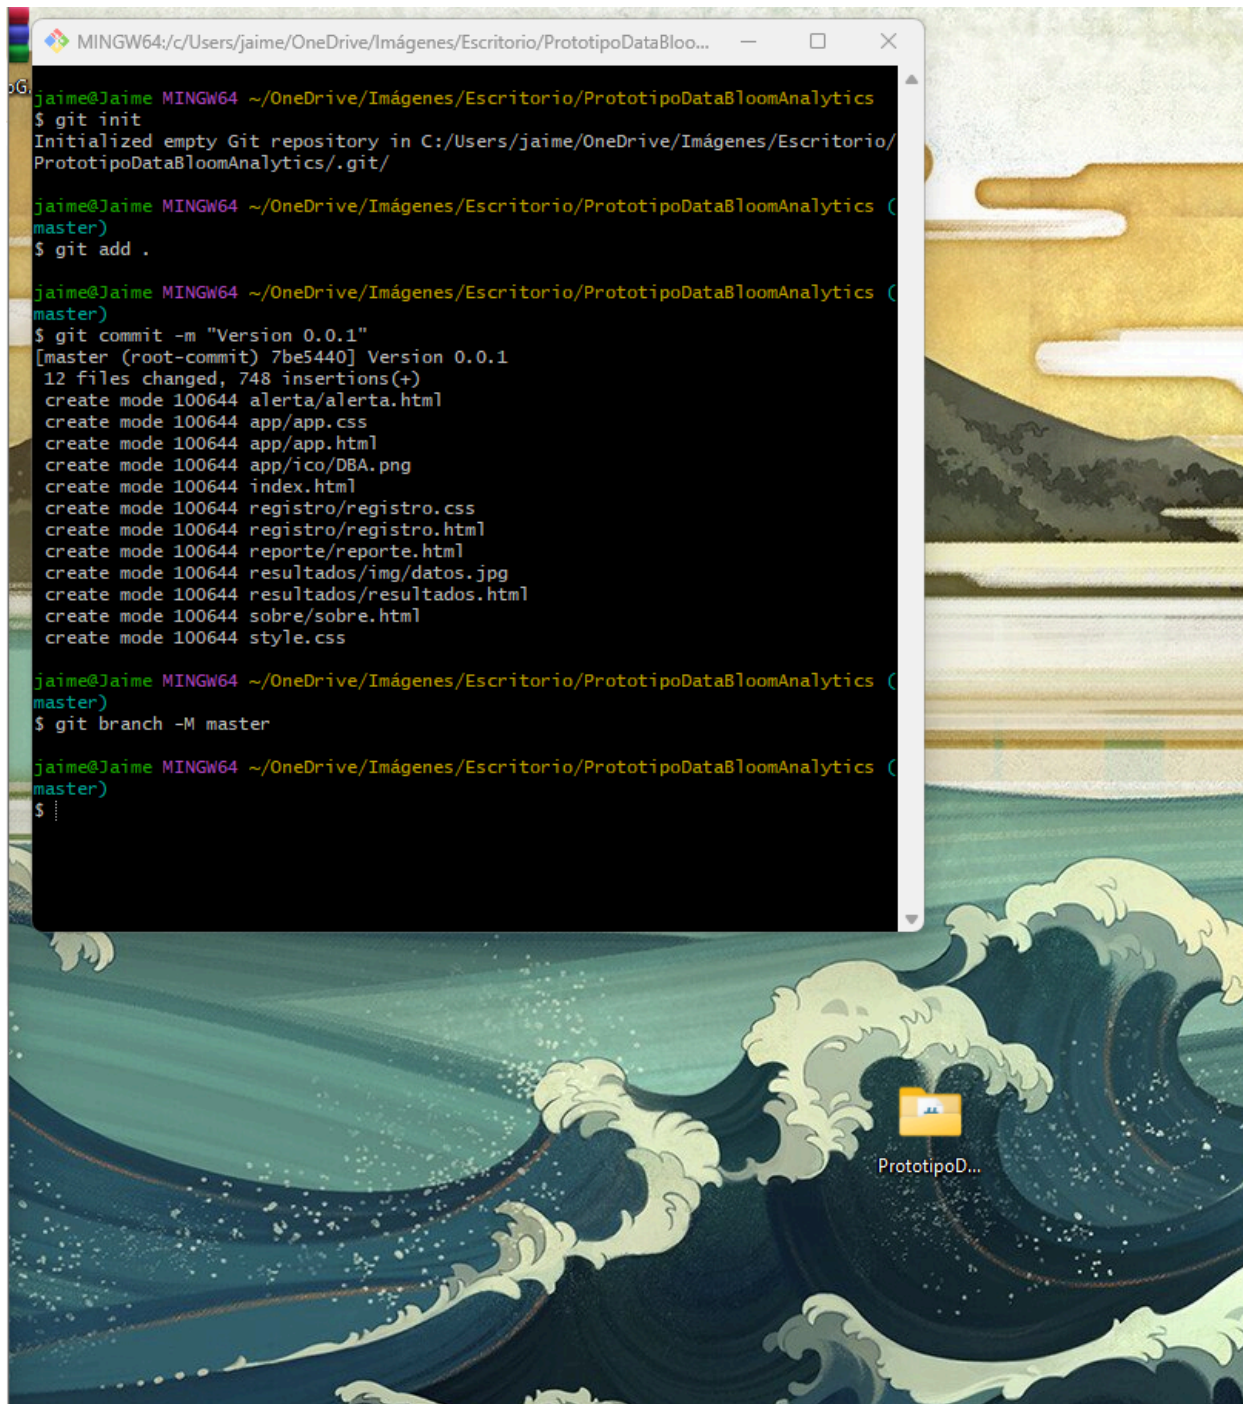 MINGW64:/c/Users/jaime/OneDrive/Imágenes/Escritorio/PrototipoDataBloo...
jaime@Jaime MINGW64 ~/OneDrive/Imágenes/Escritorio/PrototipoDataBloomAnalytics
$ git init
Initialized empty Git repository in C:/Users/jaime/OneDrive/Imágenes/Escritorio/
PrototipoDataBloomAnalytics/.git/
jaime@Jaime MINGW64 ~/OneDrive/Imágenes/Escritorio/PrototipoDataBloomAnalytics (
master)
$ git add .
jaime@Jaime MINGW64 ~/OneDrive/Imágenes/Escritorio/PrototipoDataBloomAnalytics (
master)
$ git commit -m "Version 0.0.1"
[master (root-commit) 7be5440] Version 0.0.1
12 files changed, 748 insertions(+)
create mode 100644 alerta/alerta.html
create mode 100644 app/app.css
create mode 100644 app/app.html
create mode 100644 app/ico/DBA.png
create mode 100644 index.html
create mode 100644 registro/registro.css
create mode 100644 registro/registro.html
create mode 100644 reporte/reporte.html
create mode 100644 resultados/img/datos.jpg
create mode 100644 resultados/resultados.html
create mode 100644 sobre/sobre.html
create mode 100644 style.css
jaime@Jaime MINGW64 ~/OneDrive/Imágenes/Escritorio/PrototipoDataBloomAnalytics (
master)
$ git branch -M master
jaime@Jaime MINGW64 ~/OneDrive/Imágenes/Escritorio/PrototipoDataBloomAnalytics (
master)
$
PrototipoD...